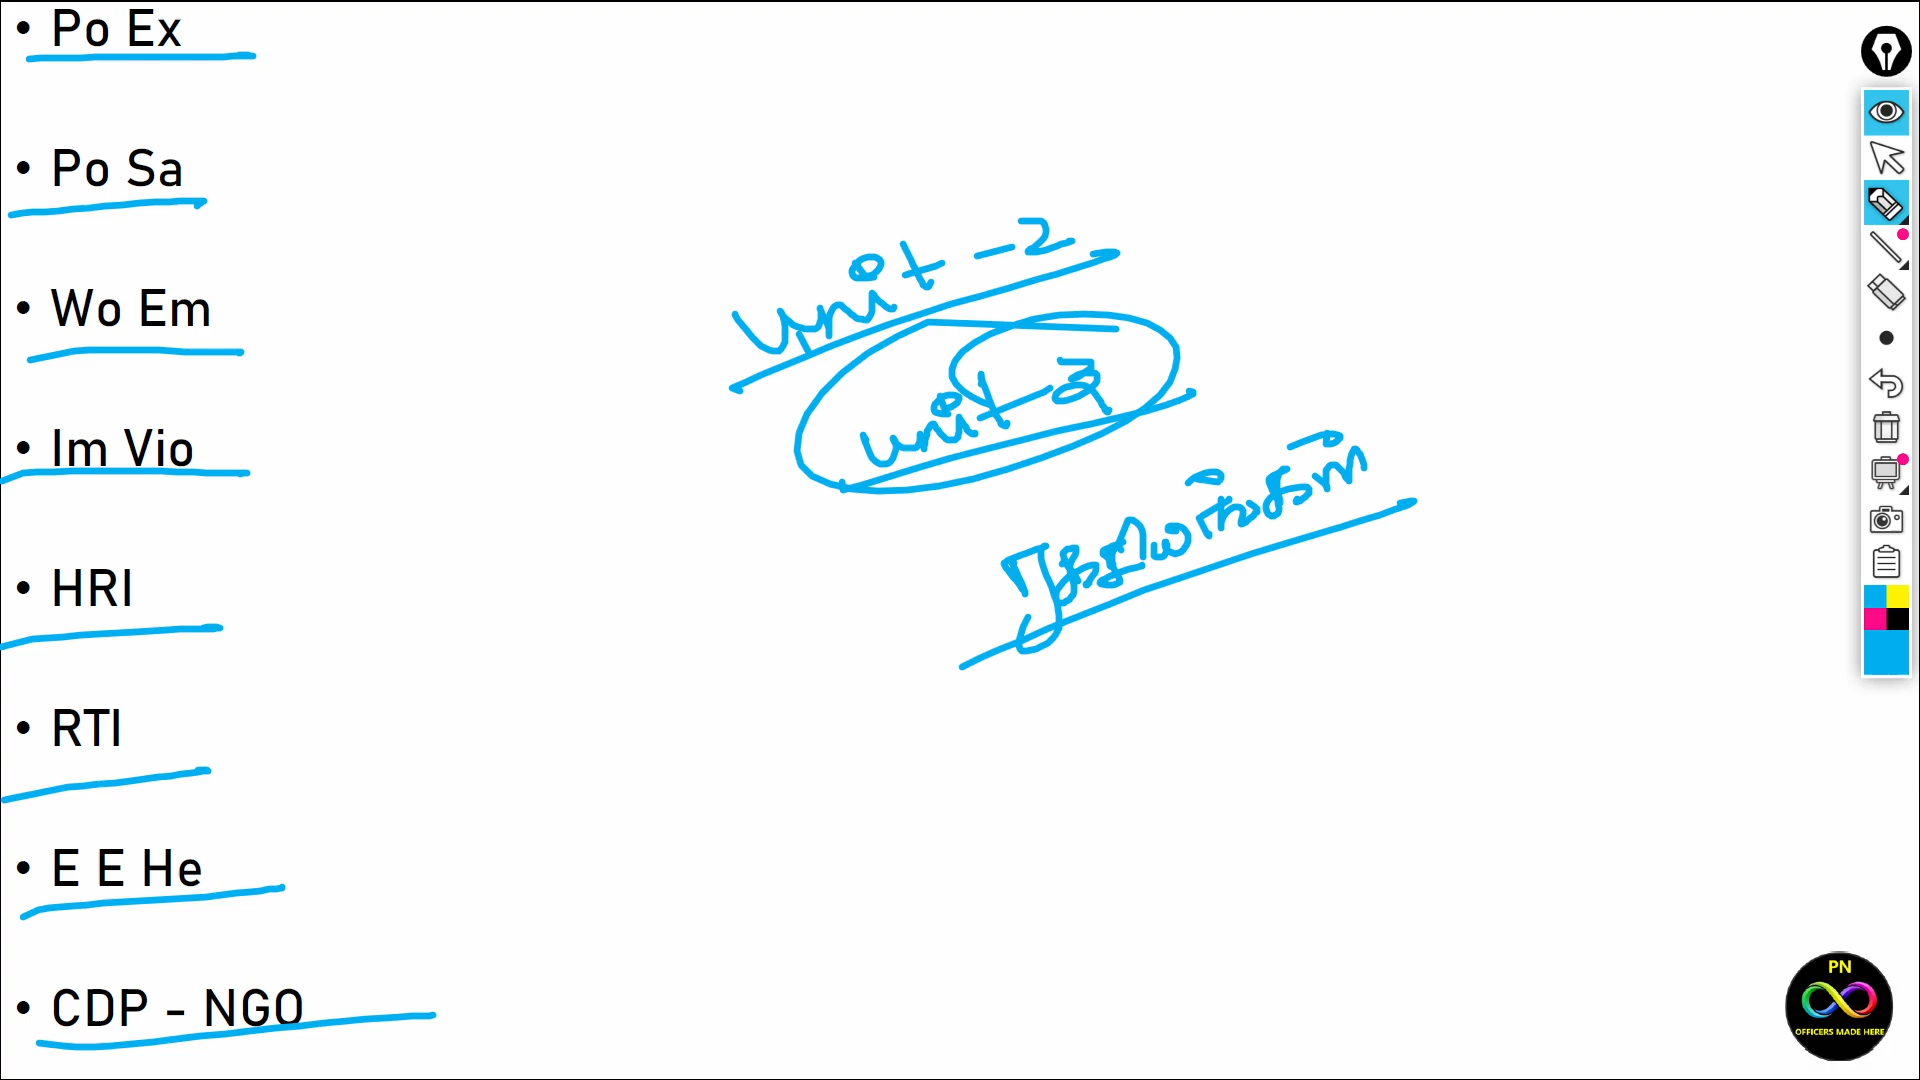 • Po Ex
• Po Sa
• Wo Em
• Im Vio
• HRI
• RTI
• E E He
• CDP - NGO
unit - 2
unit - 3
PN
OFFICERS MADE HERE